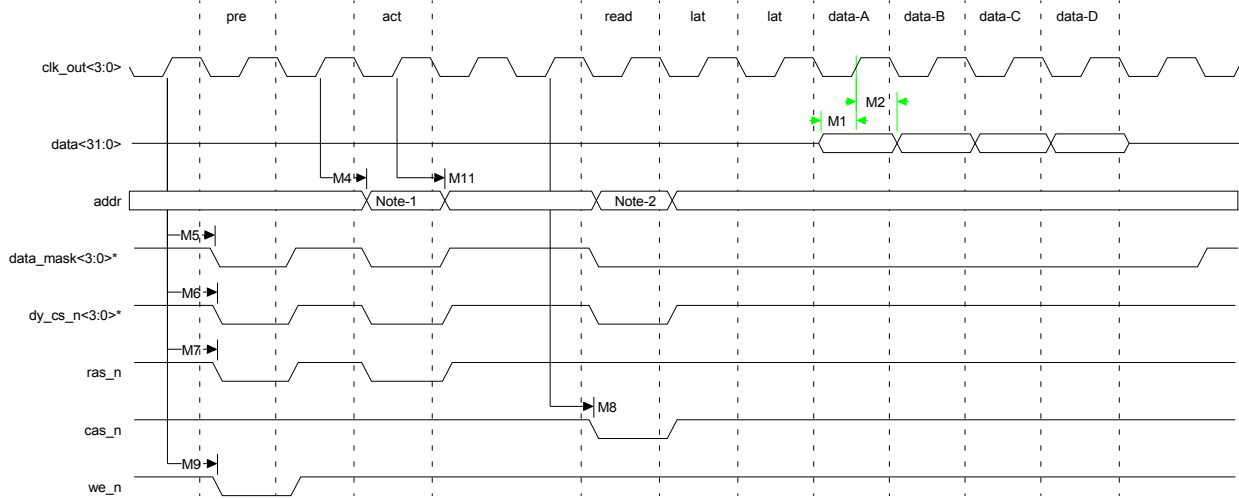 pre act read lat lat data-A data-B data-C data-D
clk_out<3:0>
M2
M1
data<31:0>
M4 M11
addr Note-1 Note-2
M5
data_mask<3:0>*
M6
dy_cs_n<3:0>*
M7
ras_n
M8
cas_n
M9
we_n